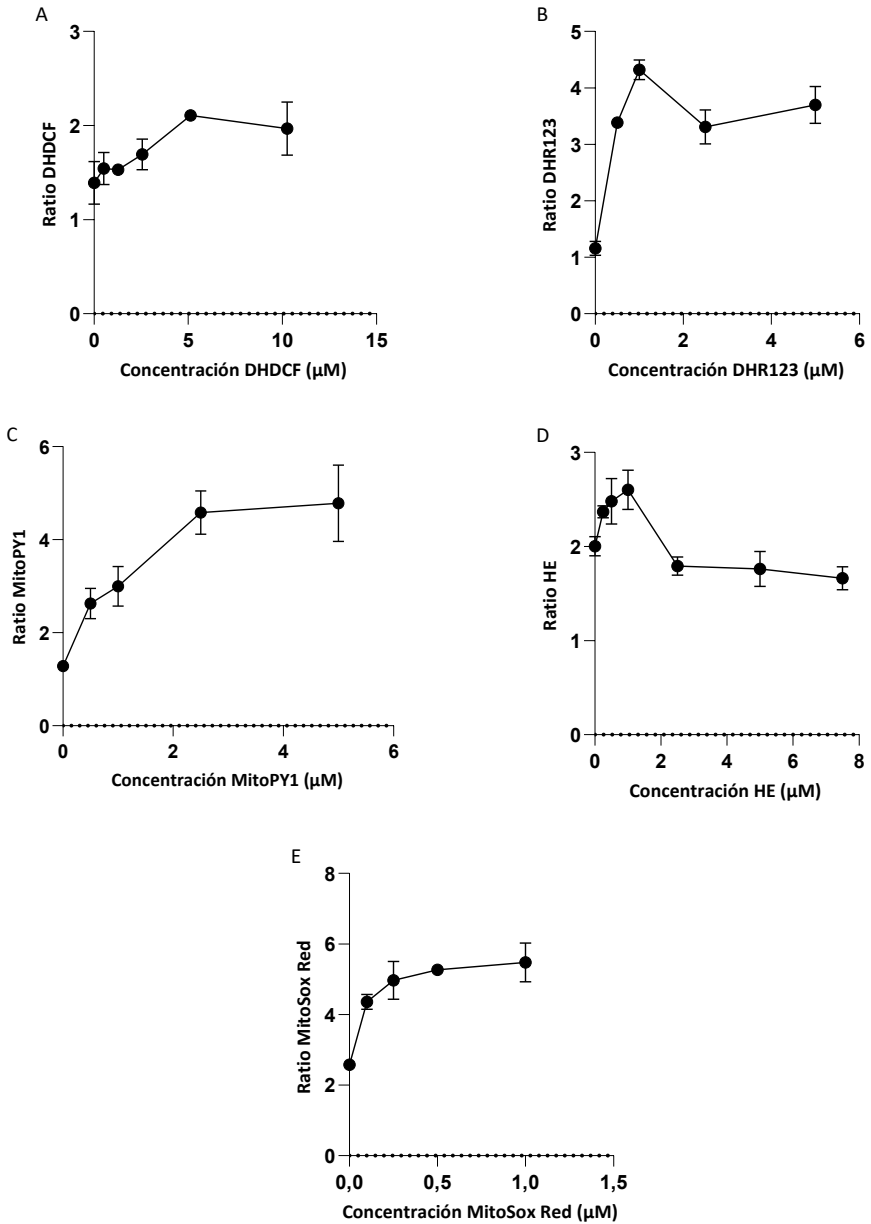 A
Ratio DHDCF
3
2
1
0
0 5 10 15
Concentración DHDCF (µM)
B
Ratio DHR123
5
4
3
2
1
0
0 2 4 6
Concentración DHR123 (µM)
C
Ratio MitoPY1
6
4
2
0
0 2 4 6
Concentración MitoPY1 (µM)
D
Ratio HE
3
2
1
0
0 2 4 6 8
Concentración HE (µM)
E
Ratio MitoSox Red
8
6
4
2
0
0,0 0,5 1,0 1,5
Concentración MitoSox Red (µM)